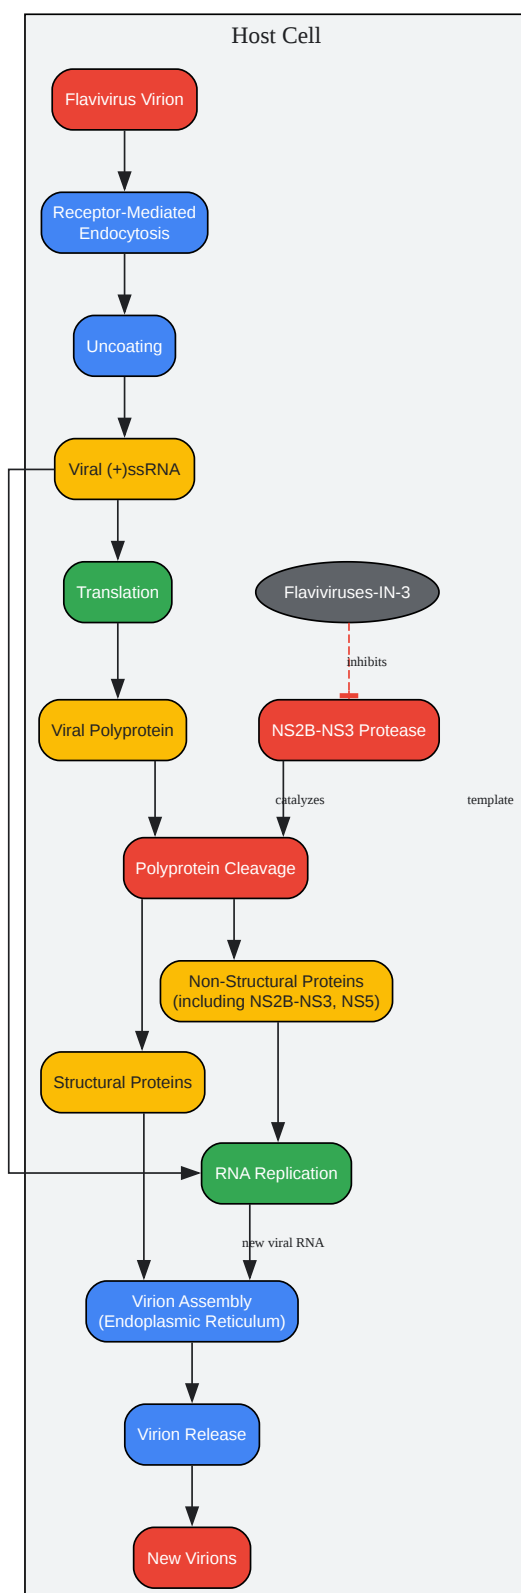 Host Cell
Flavivirus Virion
Receptor-Mediated
Endocytosis
Uncoating
Viral (+)ssRNA
Translation
Flaviviruses-IN-3
inhibits
Viral Polyprotein
NS2B-NS3 Protease
catalyzes
template
Polyprotein Cleavage
Non-Structural Proteins
(including NS2B-NS3, NS5)
Structural Proteins
RNA Replication
new viral RNA
Virion Assembly
(Endoplasmic Reticulum)
Virion Release
New Virions